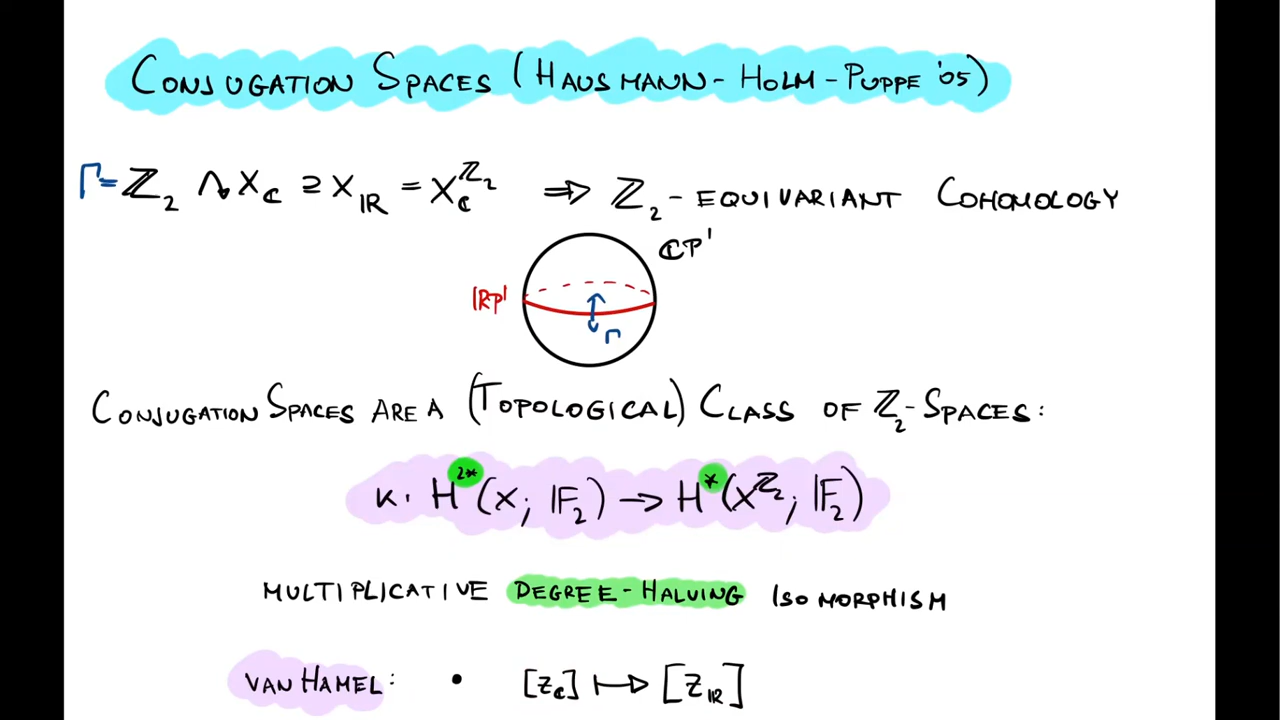 CONJUGATION SPACES (HAUSMANN-HOLM-PUPPE '05)
Γ= ℤ₂ ↷ X_ℂ ⊇ X_ℝ = X_ℂ^ℤ₂ ⇒ ℤ₂-EQUIVARIANT COHOMOLOGY
ℂP¹
ℝP¹
Γ
CONJUGATION SPACES ARE A (TOPOLOGICAL) CLASS OF ℤ₂-SPACES:
κ: H^2*(X; 𝔽₂) → H^*(X^ℤ₂; 𝔽₂)
MULTIPLICATIVE DEGREE-HALVING ISOMORPHISM
VAN HAMEL: • [Z_ℂ] ↦ [Z_ℝ]